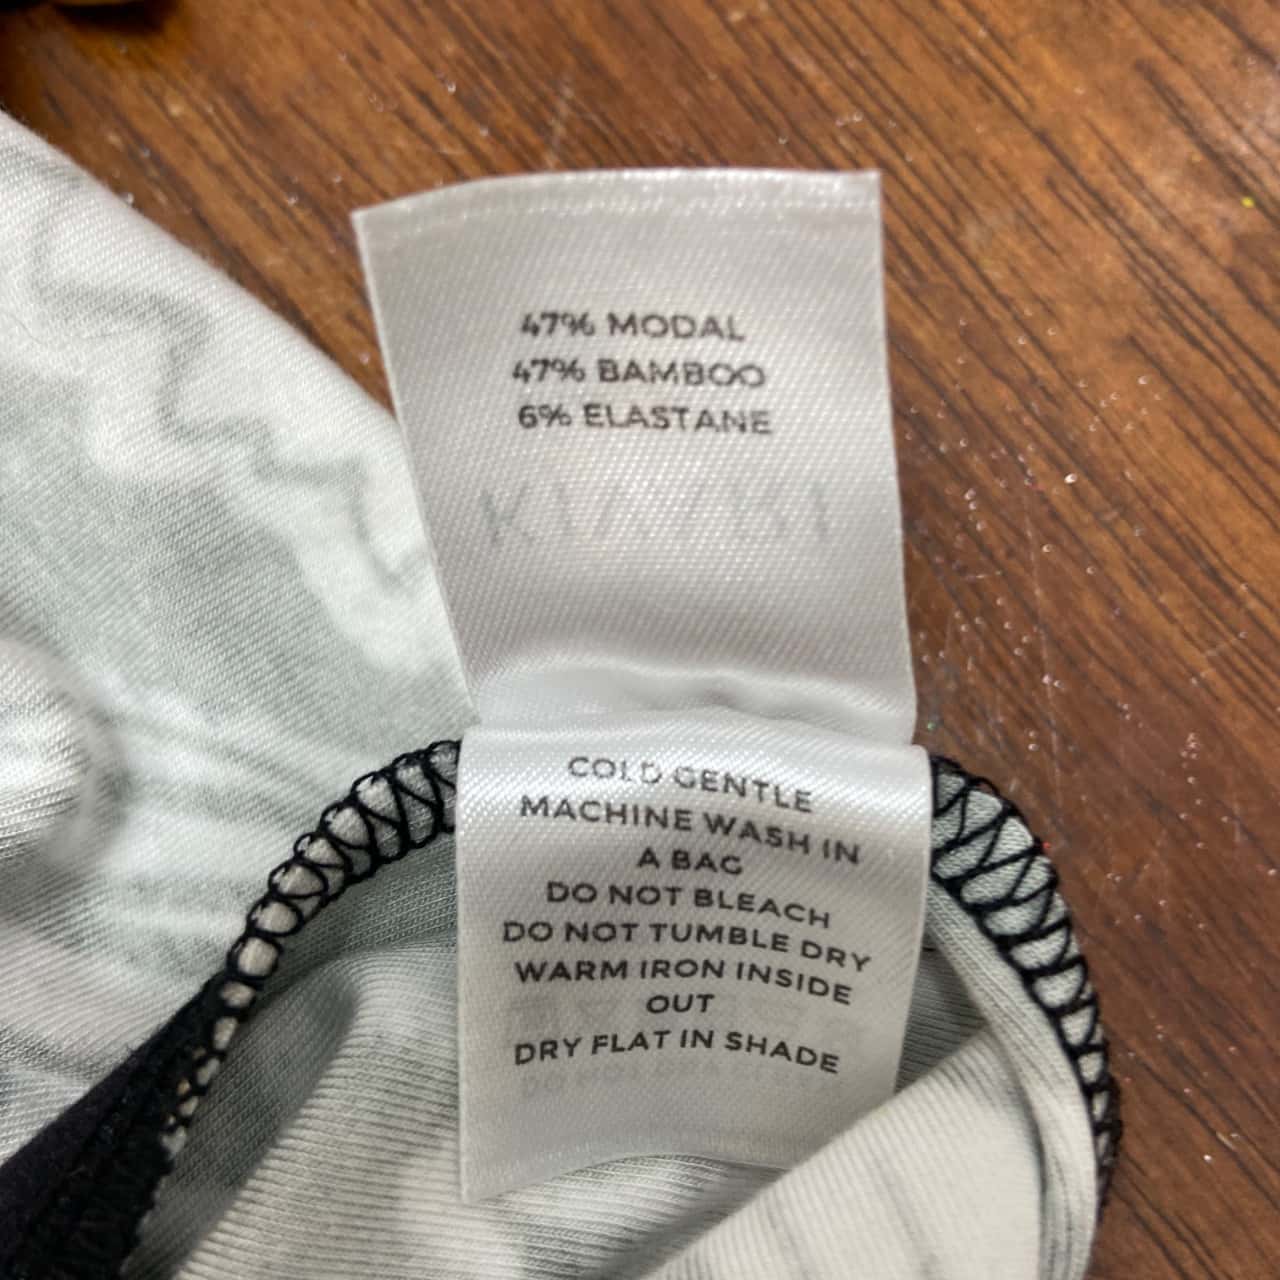 47% MODAL
47% BAMBOO
6% ELASTANE
COLD GENTLE
MACHINE WASH IN
A BAG
DO NOT BLEACH
DO NOT TUMBLE DRY
WARM IRON INSIDE
OUT
DRY FLAT IN SHADE